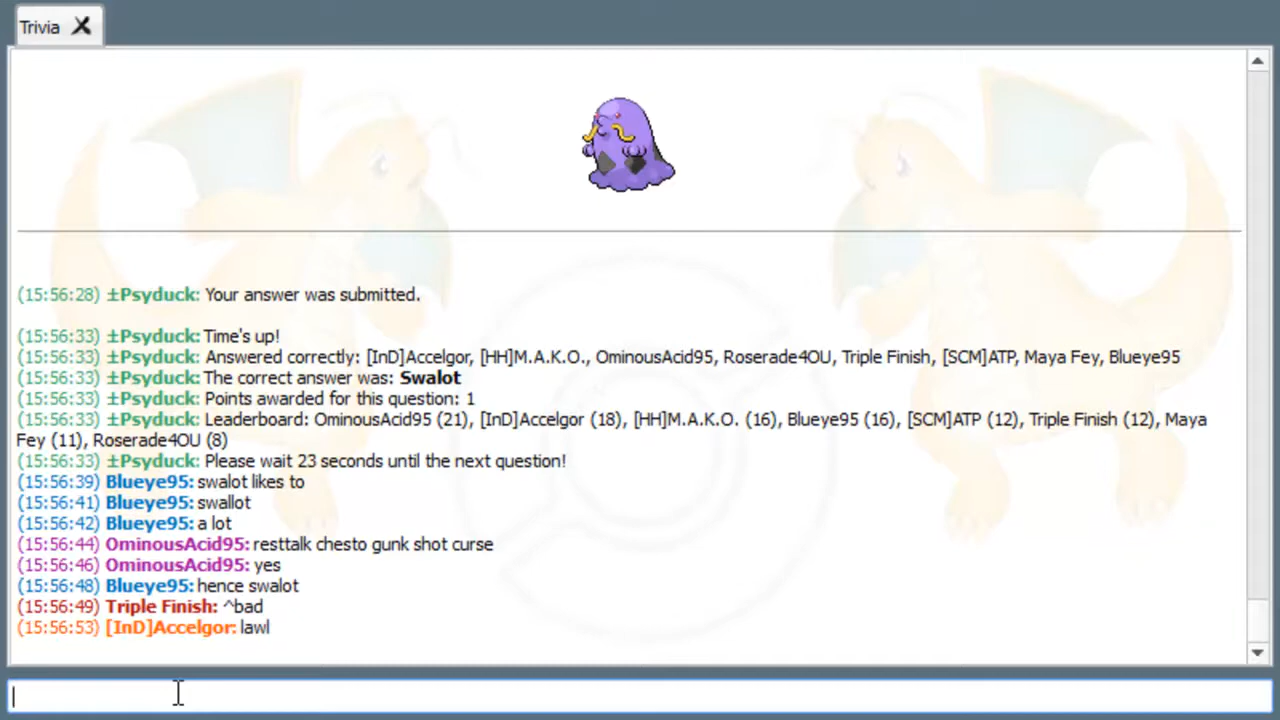 Trivia X
(15:56:28) ±Psyduck: Your answer was submitted.
(15:56:33) ±Psyduck: Time's up!
(15:56:33) ±Psyduck: Answered correctly: [InD]Accelgor, [HH]M.A.K.O., OminousAcid95, Roserade4OU, Triple Finish, [SCM]ATP, Maya Fey, Blueye95
(15:56:33) ±Psyduck: The correct answer was: Swalot
(15:56:33) ±Psyduck: Points awarded for this question: 1
(15:56:33) ±Psyduck: Leaderboard: OminousAcid95 (21), [InD]Accelgor (18), [HH]M.A.K.O. (16), Blueye95 (16), [SCM]ATP (12), Triple Finish (12), Maya
Fey (11), Roserade4OU (8)
(15:56:33) ±Psyduck: Please wait 23 seconds until the next question!
(15:56:39) Blueye95: swalot likes to
(15:56:41) Blueye95: swallot
(15:56:42) Blueye95: a lot
(15:56:44) OminousAcid95: resttalk chesto gunk shot curse
(15:56:46) OminousAcid95: yes
(15:56:48) Blueye95: hence swalot
(15:56:49) Triple Finish: ^bad
(15:56:53) [InD]Accelgor: lawl